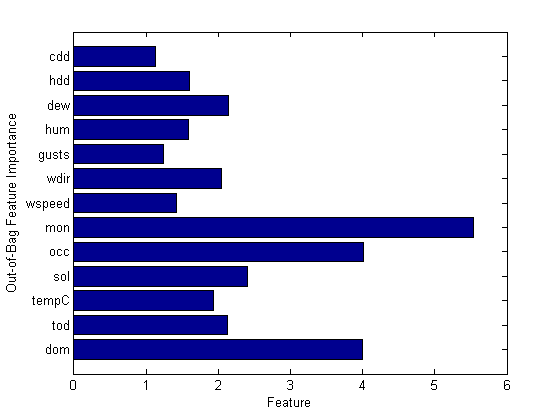 cdd
hdd
dew
hum
gusts
wdir
wspeed
mon
occ
sol
tempC
tod
dom
Out-of-Bag Feature Importance
0 1 2 3 4 5 6
Feature